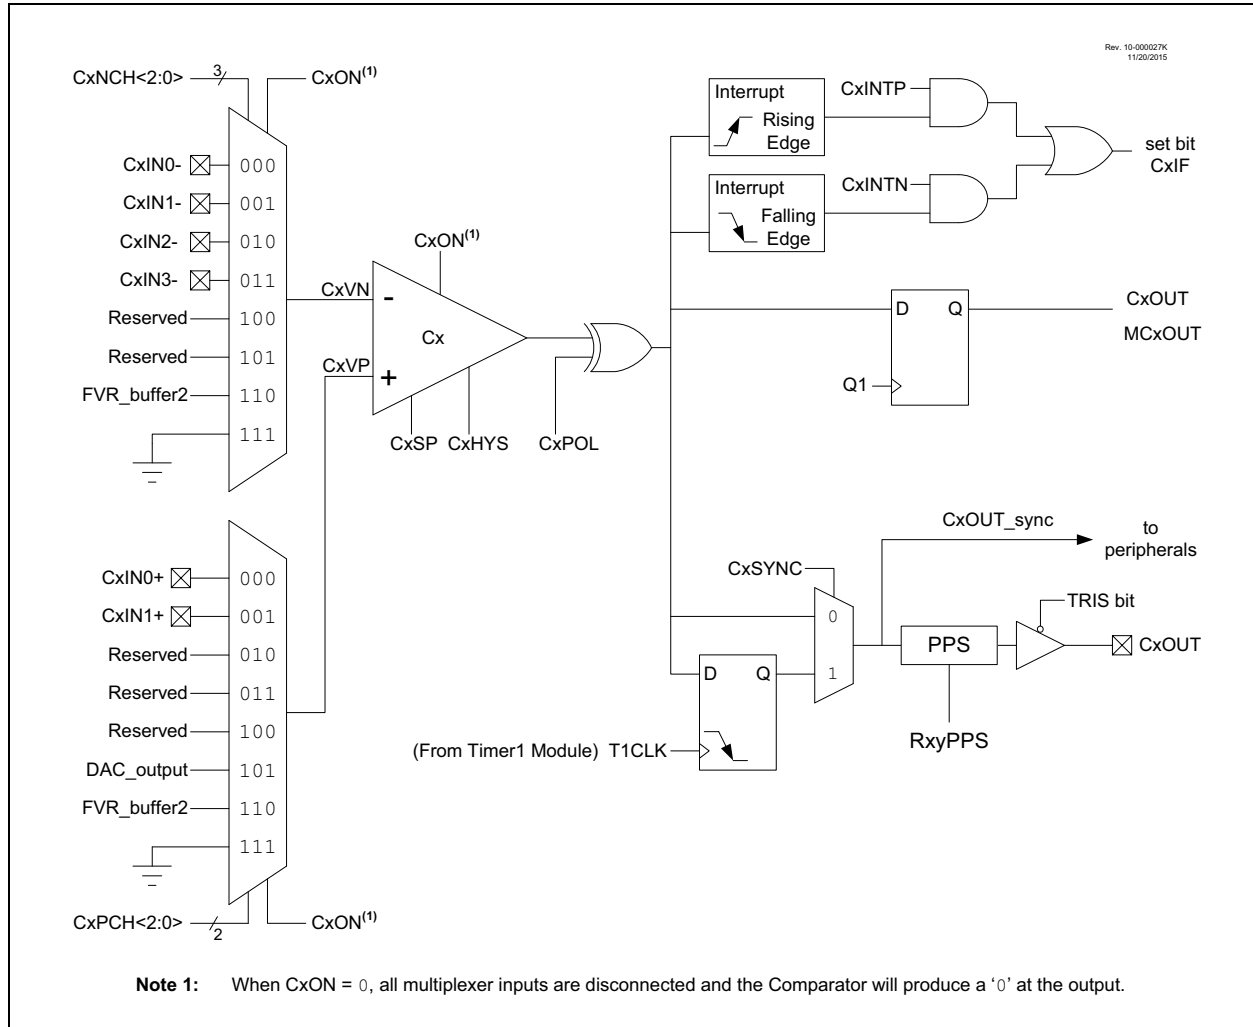 Rev. 10-000027K
11/20/2015
CxNCH<2:0>
3
CxON(1)
CxIN0-
000
CxIN1-
001
CxIN2-
010
CxIN3-
011
Reserved
100
Reserved
101
FVR_buffer2
110
111
CxON(1)
CxVN
-
Cx
CxVP
+
CxSP
CxHYS
CxPOL
Interrupt
Rising
Edge
CxINTP
Interrupt
Falling
Edge
CxINTN
set bit
CxIF
D
Q
Q1
CxOUT
MCxOUT
CxIN0+
000
CxIN1+
001
Reserved
010
Reserved
011
Reserved
100
DAC_output
101
FVR_buffer2
110
111
CxPCH<2:0>
2
CxON(1)
CxOUT_sync
to
peripherals
CxSYNC
0
1
D
Q
(From Timer1 Module) T1CLK
PPS
RxyPPS
TRIS bit
CxOUT
Note 1: When CxON = 0, all multiplexer inputs are disconnected and the Comparator will produce a ‘0’ at the output.